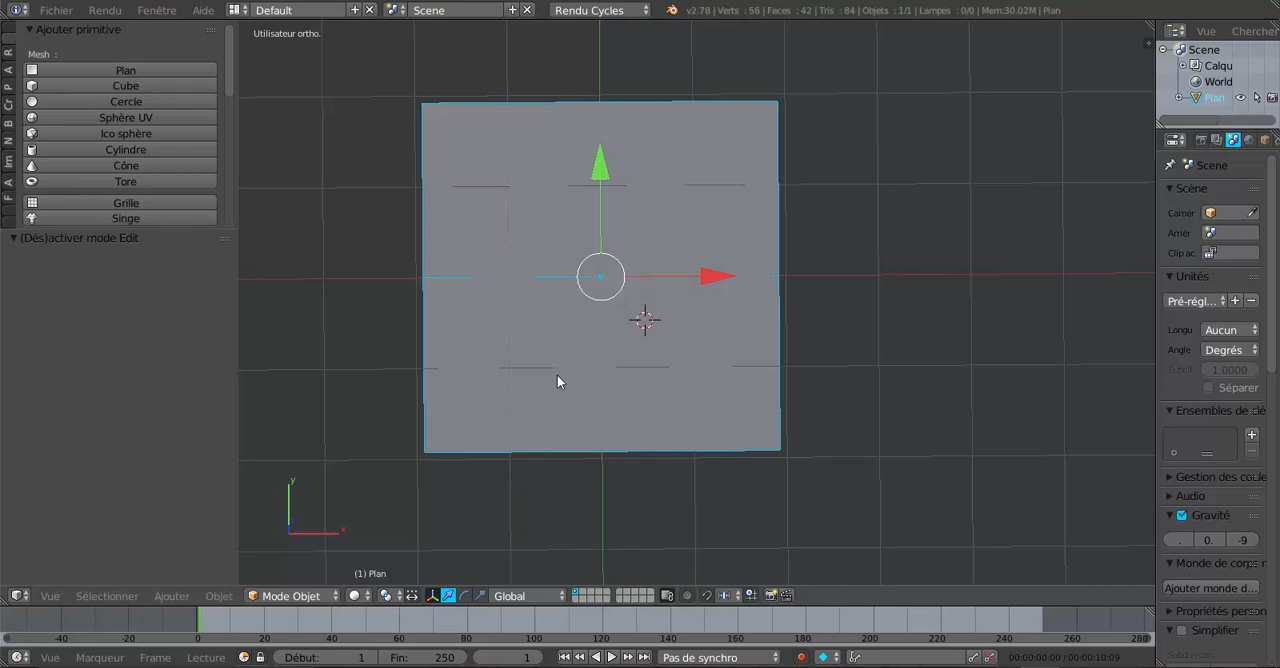 Fichier Rendu Fenêtre Aide Default Scene Rendu Cycles v2.78 | Verts : 56 | Faces : 42 | Tris : 84 | Objets : 1/1 | Lampes : 0/0 | Mem:30.02M | Plan
Ajouter primitive
Mesh :
Plan
Cube
Cercle
Sphère UV
Ico sphère
Cylindre
Cône
Tore
Grille
Singe
(Dés)activer mode Edit
R
A
P
Cr
B
N
Im
A
F
Utilisateur ortho.
y
x
(1) Plan
Vue Chercher
Scene
Calqu
World
Plan
Scene
Scène
Camér
Arrièr
Clip ac
Unités
Pré-régl...
Longu Aucun
Angle Degrés
Échell 1.0000
Séparer
Ensembles de clé
Gestion des coule
Audio
Gravité
. 0. -9
Monde de corps r
Ajouter monde d...
Propriétés person
Simplifier
Subdivision
Vue Sélectionner Ajouter Objet Mode Objet Global
-40 -20 0 20 40 60 80 100 120 140 160 180 200 220 240 260 280
Vue Marqueur Frame Lecture Début: 1 Fin: 250 1 Pas de synchro 00:00:00:00 / 00:00:10:09